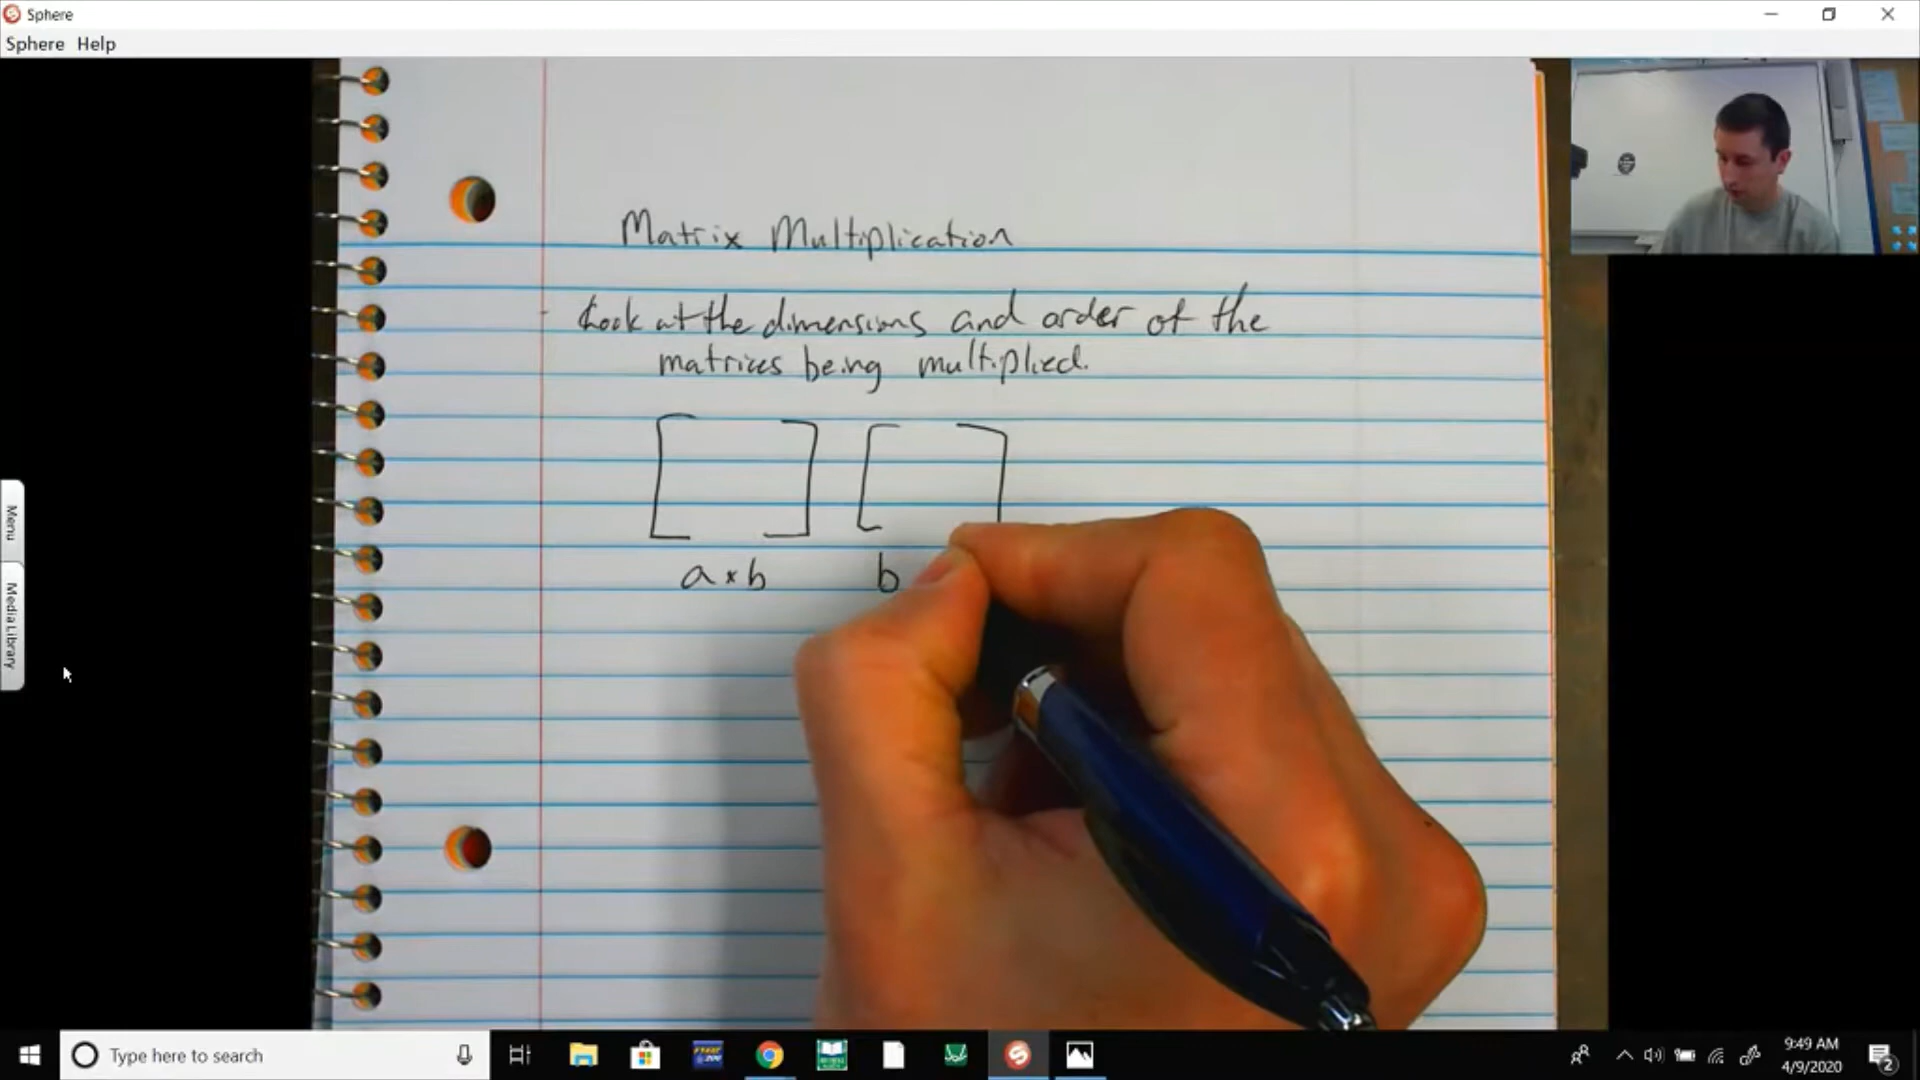 Sphere
Sphere Help
Matrix Multiplication
Look at the dimensions and order of the
matrices being multiplied.
a × b b
Menu
Media Library
Type here to search
9:49 AM
4/9/2020
2